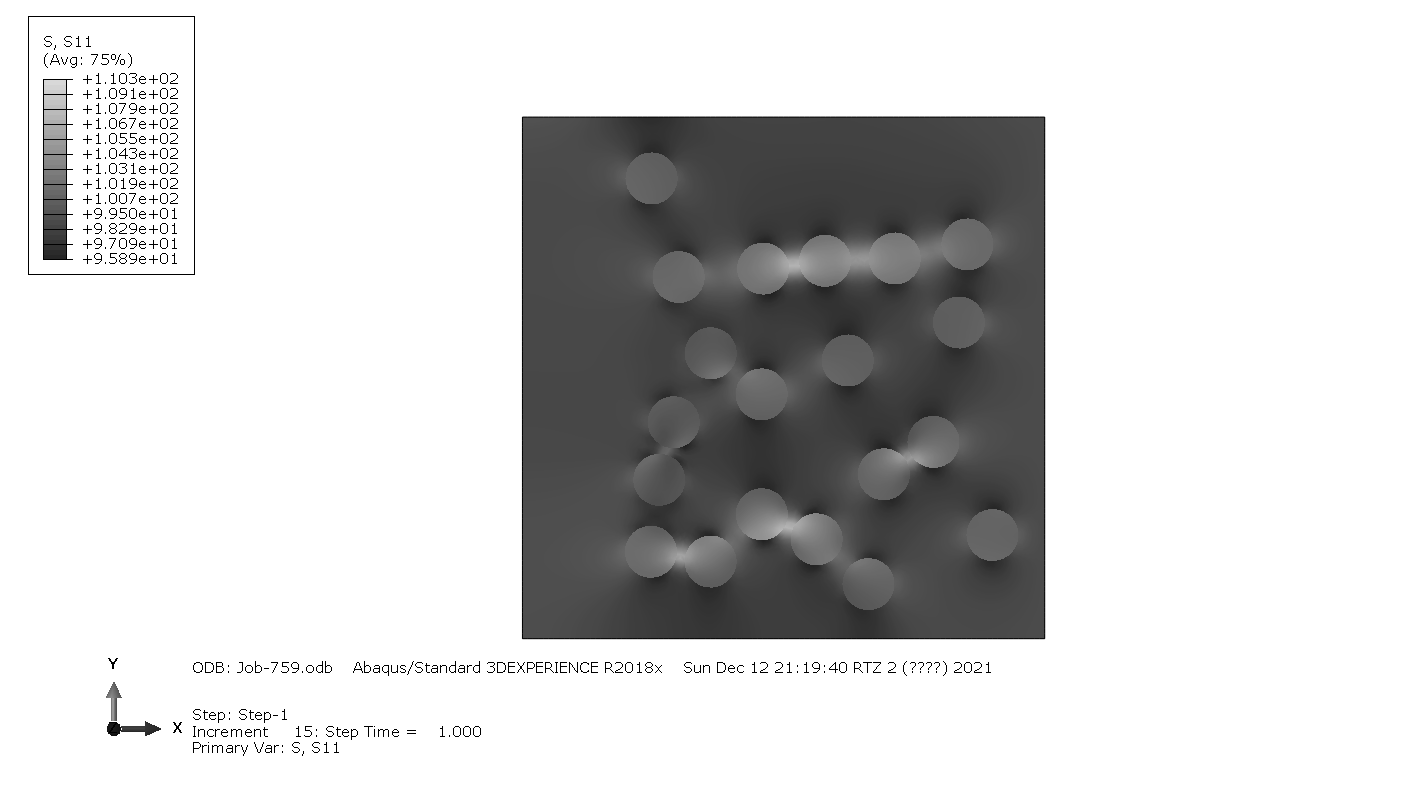 S, S11
(Avg: 75%)
+1.103e+02
+1.091e+02
+1.079e+02
+1.067e+02
+1.055e+02
+1.043e+02
+1.031e+02
+1.019e+02
+1.007e+02
+9.950e+01
+9.829e+01
+9.709e+01
+9.589e+01
Y
X
ODB: Job-759.odb Abaqus/Standard 3DEXPERIENCE R2018x Sun Dec 12 21:19:40 RTZ 2 (????) 2021
Step: Step-1
Increment 15: Step Time = 1.000
Primary Var: S, S11